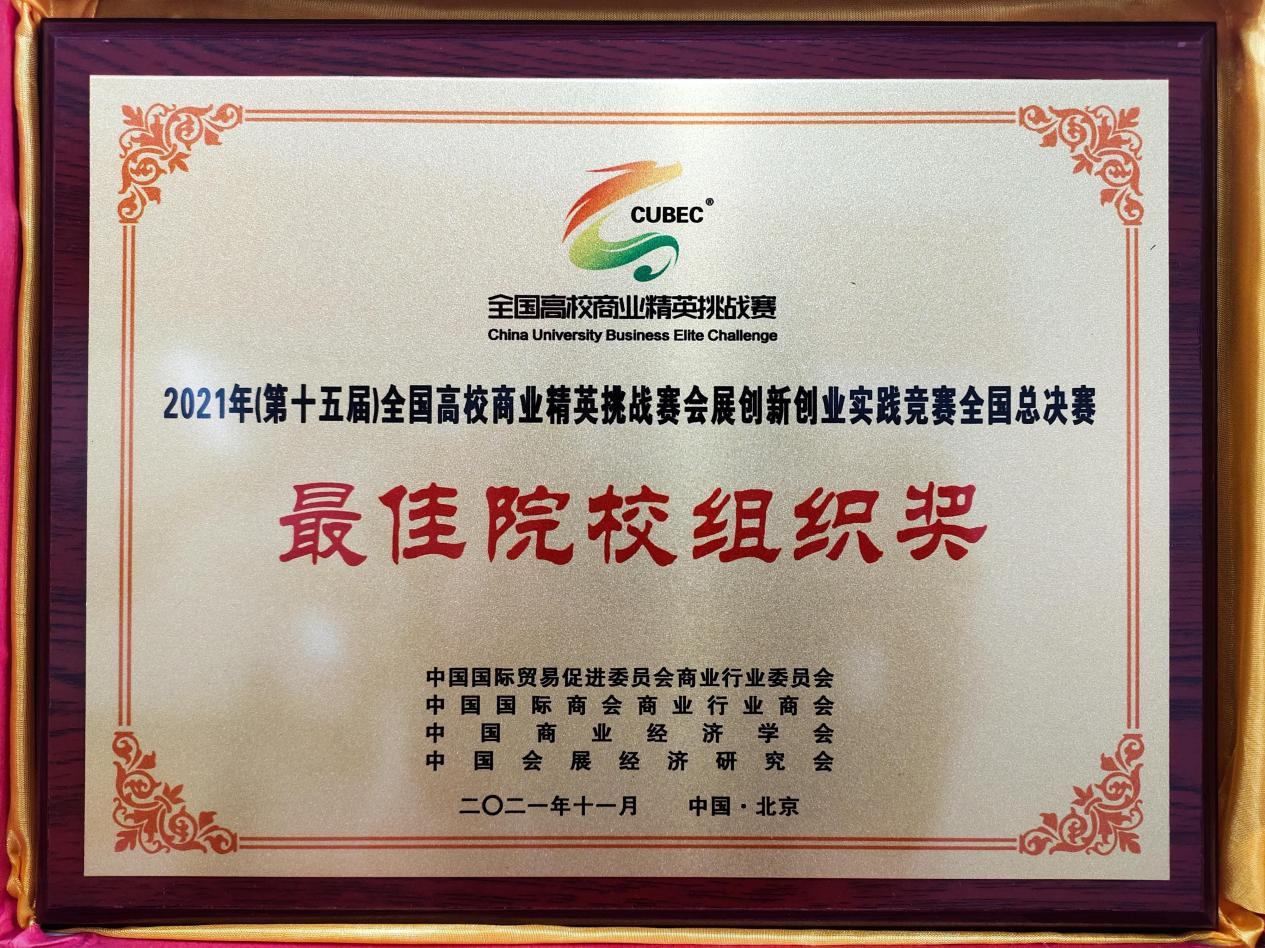 CUBEC®
全国高校商业精英挑战赛
China University Business Elite Challenge
2021年(第十五届)全国高校商业精英挑战赛会展创新创业实践竞赛全国总决赛
最佳院校组织奖
中国国际贸易促进委员会商业行业委员会
中国国际商会商业行业商会
中国商业经济学会
中国会展经济研究会
二〇二一年十一月 中国·北京